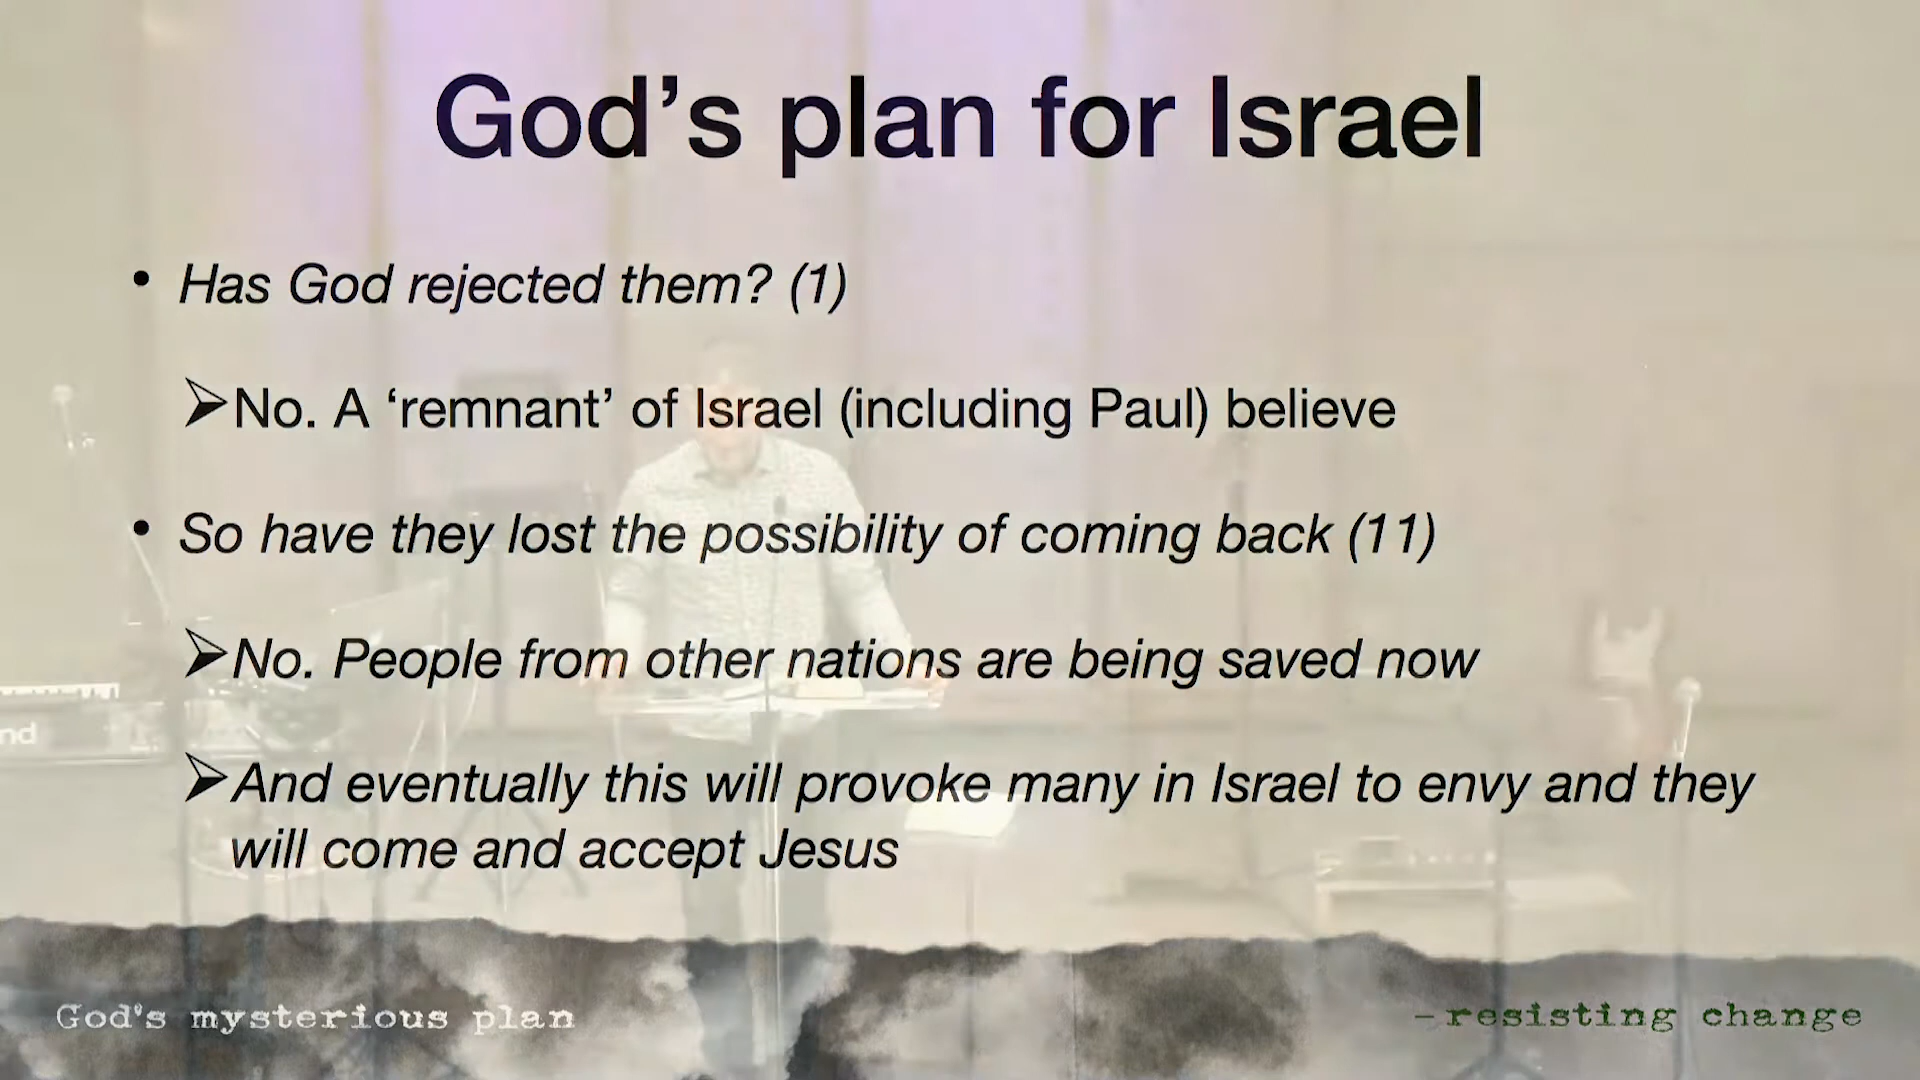 God’s plan for Israel
• Has God rejected them? (1)
➢No. A ‘remnant’ of Israel (including Paul) believe
• So have they lost the possibility of coming back (11)
➢No. People from other nations are being saved now
➢And eventually this will provoke many in Israel to envy and they
will come and accept Jesus
nd
God's mysterious plan
– resisting change